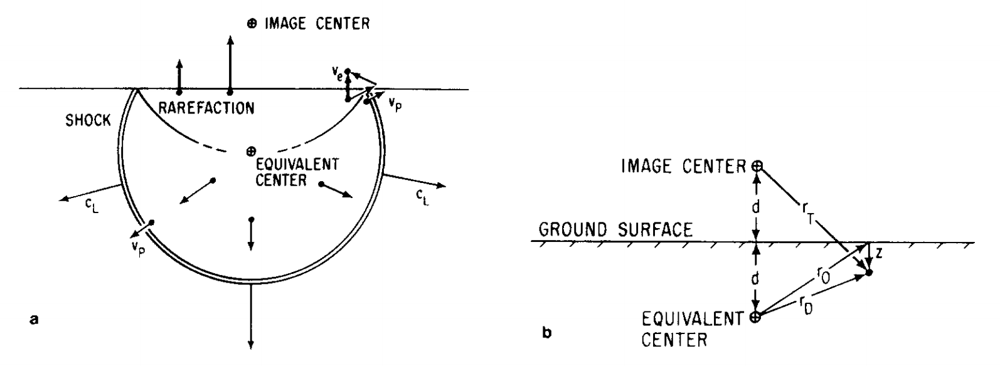 IMAGE CENTER
v_e
RAREFACTION
v_P
SHOCK
EQUIVALENT
CENTER
c_L
c_L
v_P
a
IMAGE CENTER
d
r_T
GROUND SURFACE
z
d
r_O
r_D
EQUIVALENT
CENTER
b